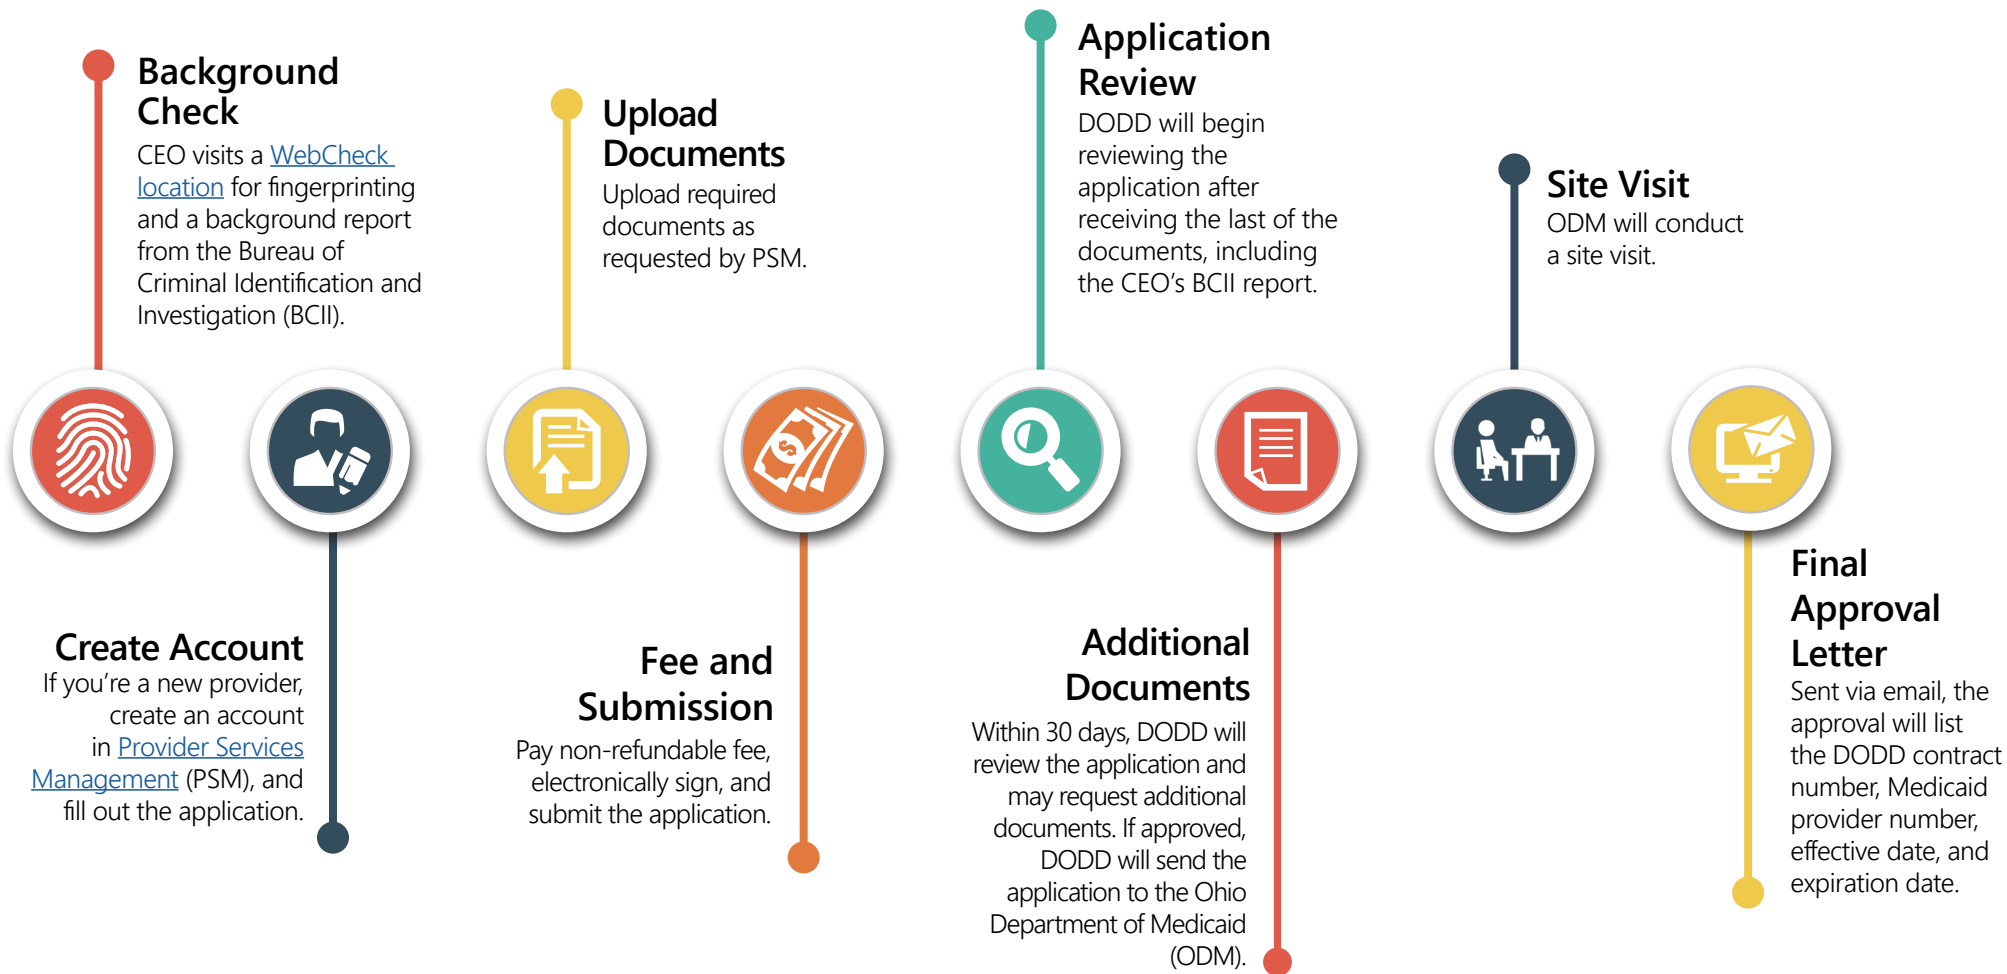 Background
Check
CEO visits a WebCheck
location for fingerprinting
and a background report
from the Bureau of
Criminal Identification and
Investigation (BCII).
Create Account
If you're a new provider,
create an account
in Provider Services
Management (PSM), and
fill out the application.
Upload
Documents
Upload required
documents as
requested by PSM.
Fee and
Submission
Pay non-refundable fee,
electronically sign, and
submit the application.
Application
Review
DODD will begin
reviewing the
application after
receiving the last of the
documents, including
the CEO's BCII report.
Additional
Documents
Within 30 days, DODD will
review the application and
may request additional
documents. If approved,
DODD will send the
application to the Ohio
Department of Medicaid
(ODM).
Site Visit
ODM will conduct
a site visit.
Final
Approval
Letter
Sent via email, the
approval will list
the DODD contract
number, Medicaid
provider number,
effective date, and
expiration date.